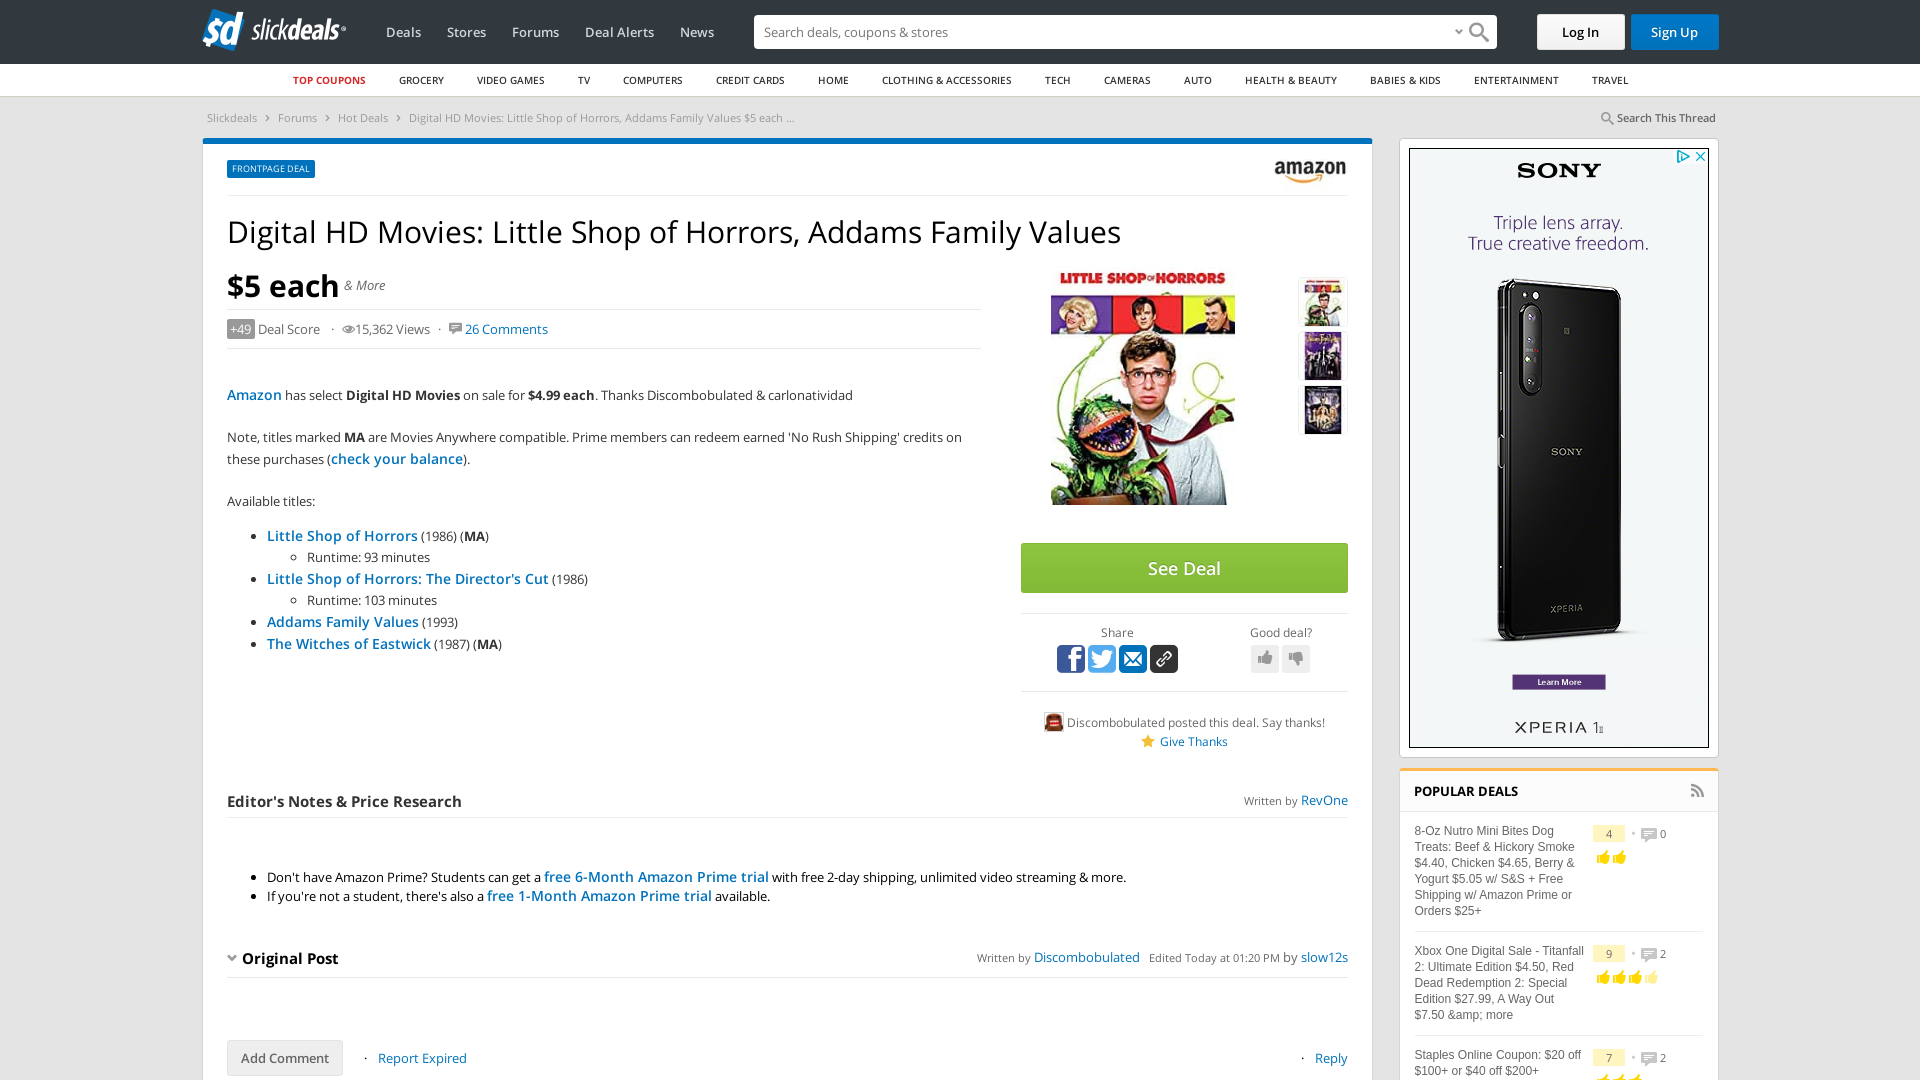 sd slickdeals
Deals Stores Forums Deal Alerts News
Search deals, coupons & stores
Log In
Sign Up
TOP COUPONS GROCERY VIDEO GAMES TV COMPUTERS CREDIT CARDS HOME CLOTHING & ACCESSORIES TECH CAMERAS AUTO HEALTH & BEAUTY BABIES & KIDS ENTERTAINMENT TRAVEL
Slickdeals > Forums > Hot Deals > Digital HD Movies: Little Shop of Horrors, Addams Family Values $5 each ...
Search This Thread
FRONTPAGE DEAL
amazon
Digital HD Movies: Little Shop of Horrors, Addams Family Values
$5 each & More
+49 Deal Score · 15,362 Views · 26 Comments
Amazon has select Digital HD Movies on sale for $4.99 each. Thanks Discombobulated & carlonatividad
Note, titles marked MA are Movies Anywhere compatible. Prime members can redeem earned 'No Rush Shipping' credits on
these purchases (check your balance).
Available titles:
• Little Shop of Horrors (1986) (MA)
◦ Runtime: 93 minutes
• Little Shop of Horrors: The Director's Cut (1986)
◦ Runtime: 103 minutes
• Addams Family Values (1993)
• The Witches of Eastwick (1987) (MA)
LITTLE SHOP OF HORRORS
See Deal
Share
Good deal?
Discombobulated posted this deal. Say thanks!
Give Thanks
Editor's Notes & Price Research
Written by RevOne
• Don't have Amazon Prime? Students can get a free 6-Month Amazon Prime trial with free 2-day shipping, unlimited video streaming & more.
• If you're not a student, there's also a free 1-Month Amazon Prime trial available.
Original Post
Written by Discombobulated Edited Today at 01:20 PM by slow12s
Add Comment
· Report Expired
· Reply
SONY
Triple lens array.
True creative freedom.
SONY
XPERIA
Learn More
XPERIA 1 II
POPULAR DEALS
8-Oz Nutro Mini Bites Dog
Treats: Beef & Hickory Smoke
$4.40, Chicken $4.65, Berry &
Yogurt $5.05 w/ S&S + Free
Shipping w/ Amazon Prime or
Orders $25+
4 • 0
Xbox One Digital Sale - Titanfall
2: Ultimate Edition $4.50, Red
Dead Redemption 2: Special
Edition $27.99, A Way Out
$7.50 &amp; more
9 • 2
Staples Online Coupon: $20 off
$100+ or $40 off $200+
7 • 2